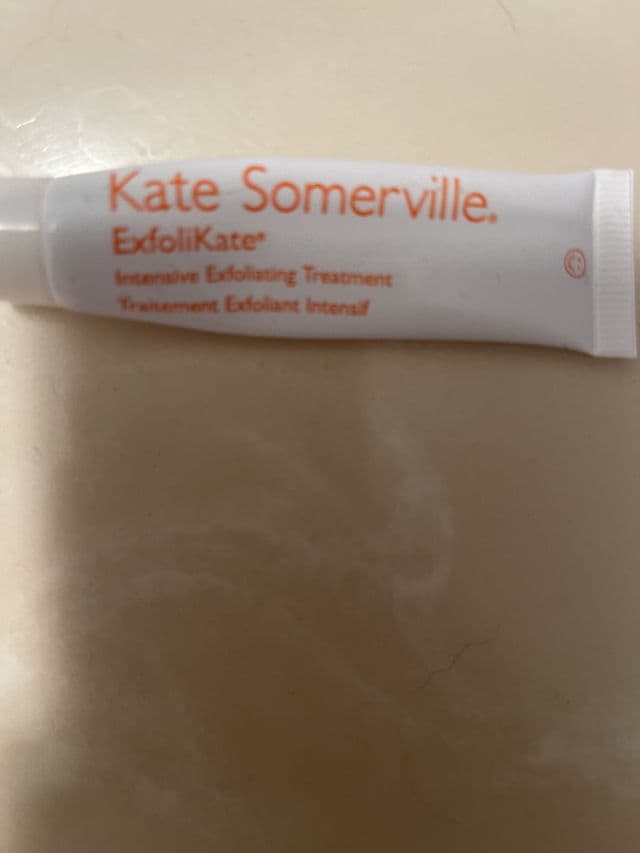 Kate Somerville.
ExfoliKate®
Intensive Exfoliating Treatment
Traitement Exfoliant Intensif